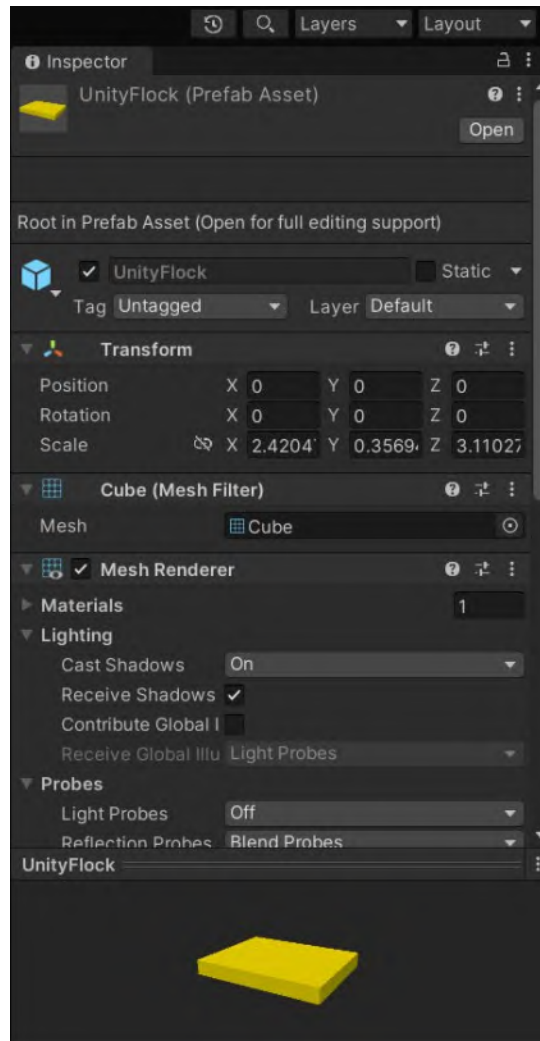 Layers Layout
Inspector
UnityFlock (Prefab Asset)
Open
Root in Prefab Asset (Open for full editing support)
UnityFlock Static
Tag Untagged Layer Default
Transform
Position X 0 Y 0 Z 0
Rotation X 0 Y 0 Z 0
Scale X 2.4204 Y 0.3569 Z 3.11027
Cube (Mesh Filter)
Mesh Cube
Mesh Renderer
Materials 1
Lighting
Cast Shadows On
Receive Shadows
Contribute Global I
Receive Global Illu Light Probes
Probes
Light Probes Off
Reflection Probes Blend Probes
UnityFlock